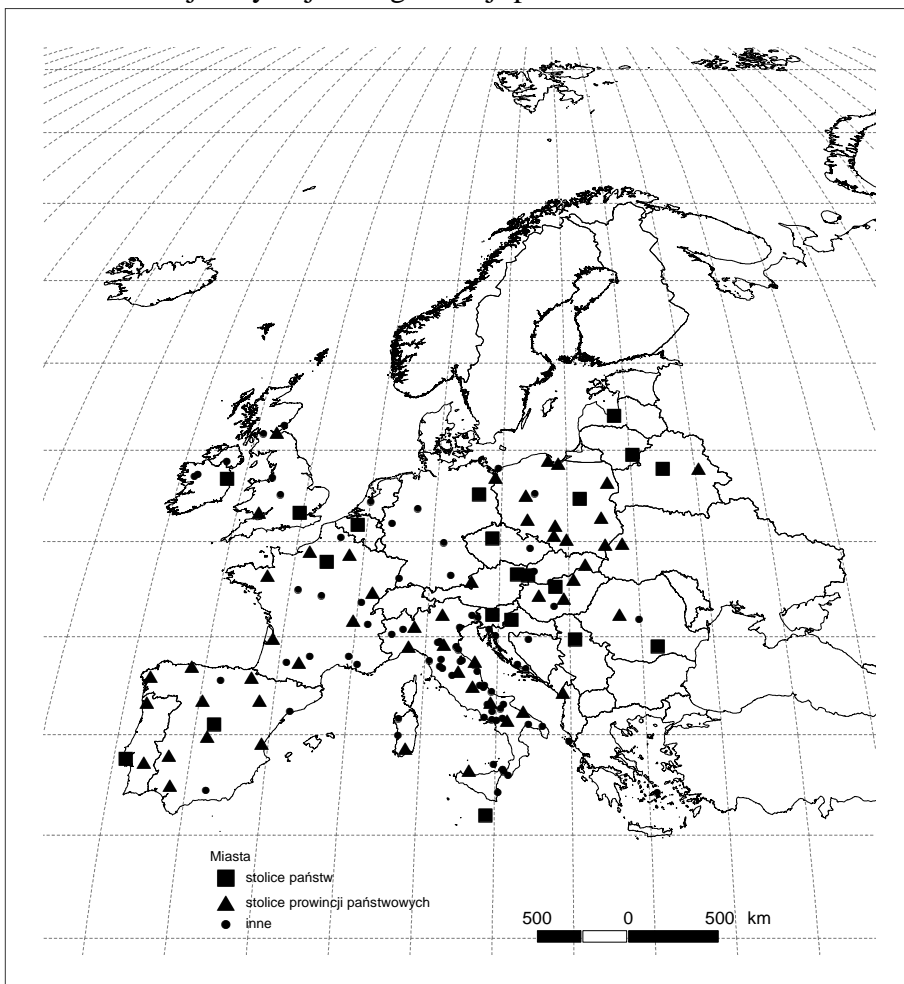 Miasta
stolice państw
stolice prowincji państwowych
inne
500 0 500 km